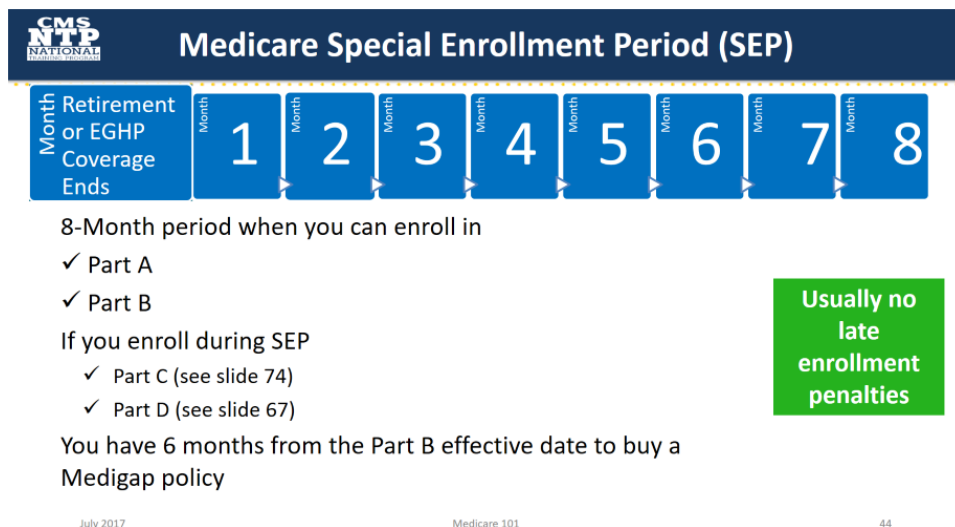 CMS
NTP
NATIONAL
TRAINING PROGRAM
Medicare Special Enrollment Period (SEP)
Month
Retirement
or EGHP
Coverage
Ends
Month 1
Month 2
Month 3
Month 4
Month 5
Month 6
Month 7
Month 8
8-Month period when you can enroll in
✓ Part A
✓ Part B
If you enroll during SEP
✓ Part C (see slide 74)
✓ Part D (see slide 67)
You have 6 months from the Part B effective date to buy a
Medigap policy
Usually no
late
enrollment
penalties
July 2017
Medicare 101
44